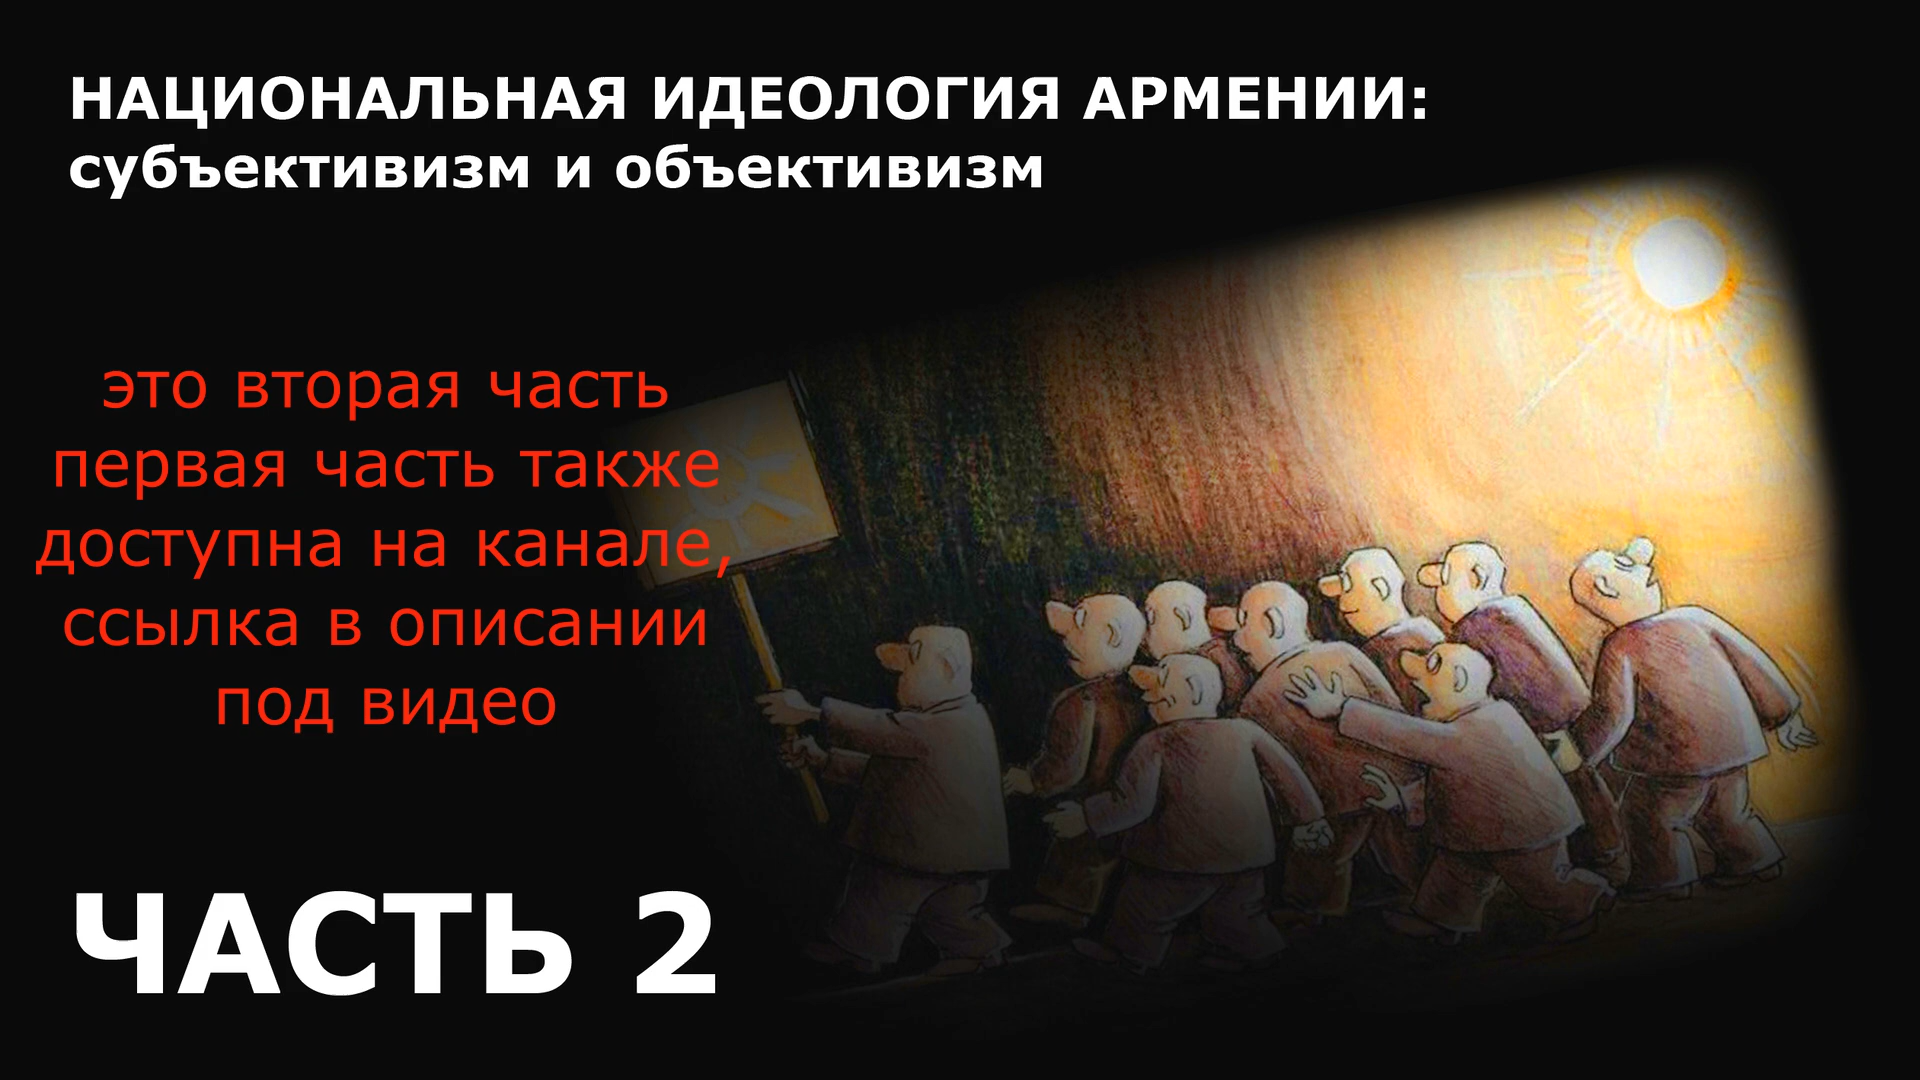 НАЦИОНАЛЬНАЯ ИДЕОЛОГИЯ АРМЕНИИ:
субъективизм и объективизм
это вторая часть
первая часть также
доступна на канале,
ссылка в описании
под видео
ЧАСТЬ 2